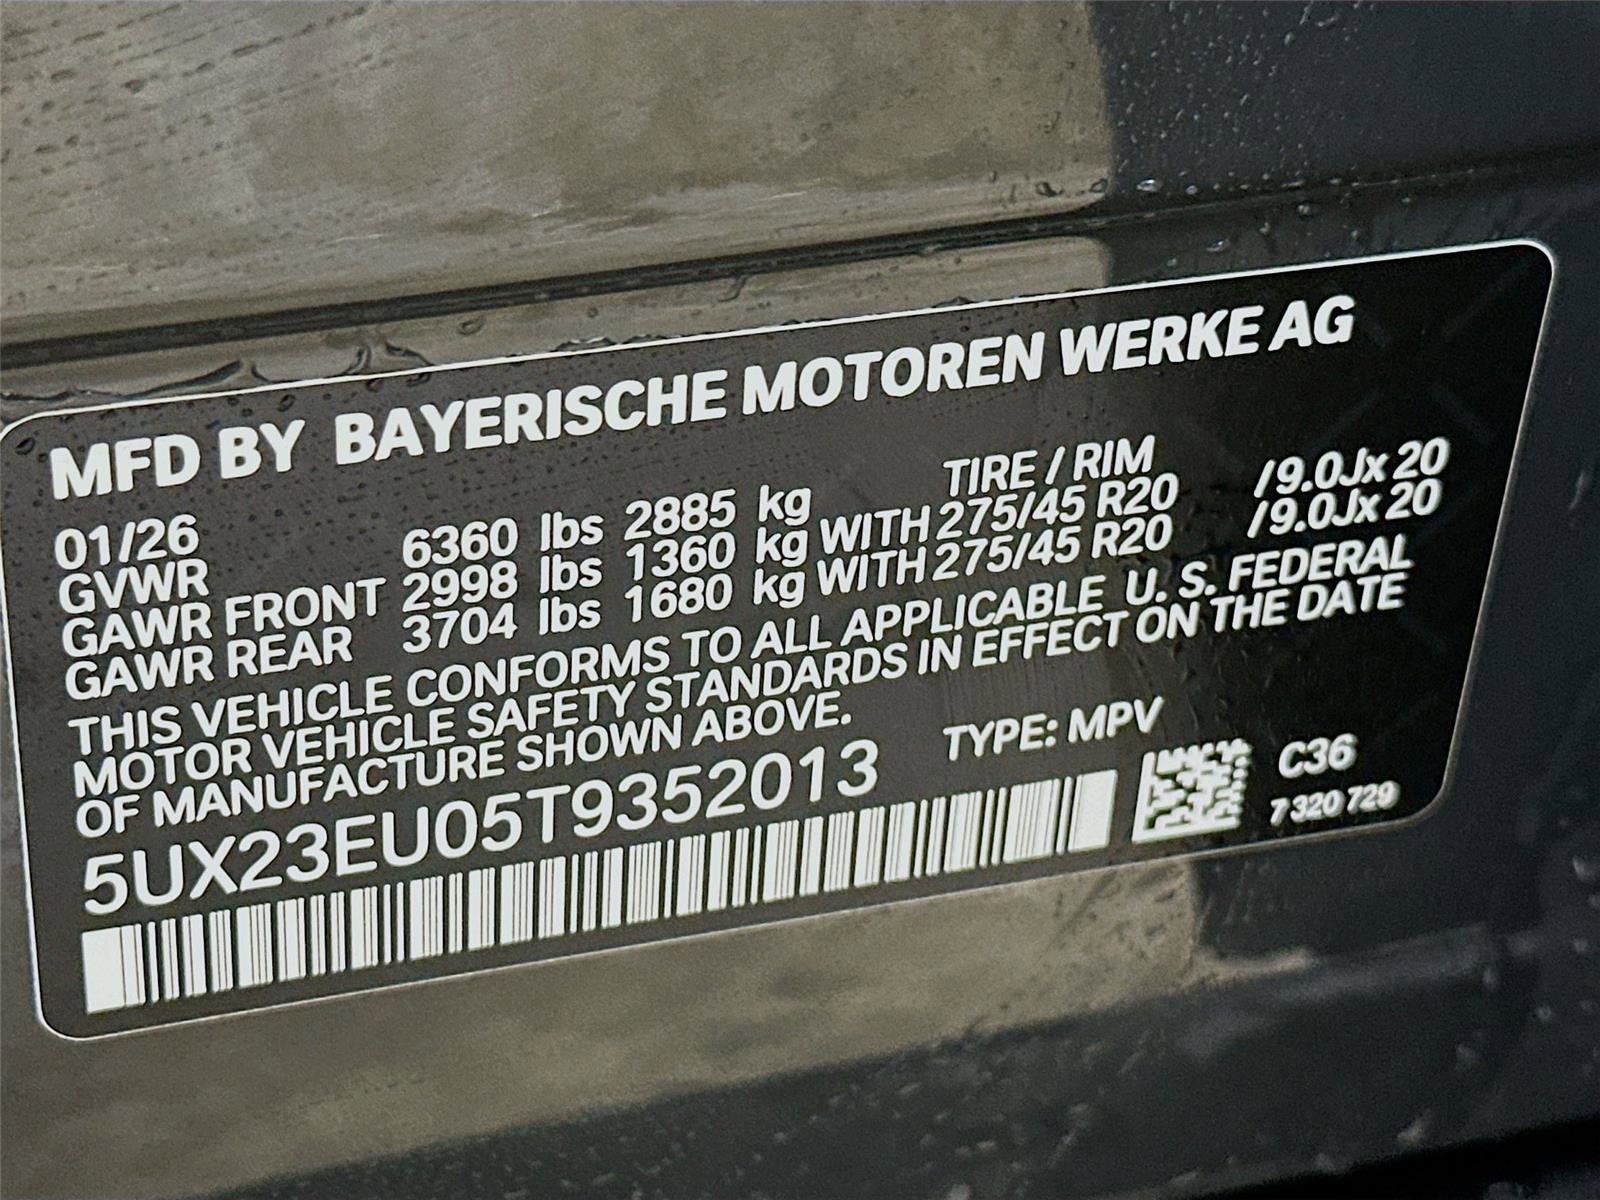 MFD BY BAYERISCHE MOTOREN WERKE AG
01/26 TIRE / RIM
GVWR 6360 lbs 2885 kg
GAWR FRONT 2998 lbs 1360 kg WITH 275/45 R20 /9.0Jx 20
GAWR REAR 3704 lbs 1680 kg WITH 275/45 R20 /9.0Jx 20
THIS VEHICLE CONFORMS TO ALL APPLICABLE U. S. FEDERAL
MOTOR VEHICLE SAFETY STANDARDS IN EFFECT ON THE DATE
OF MANUFACTURE SHOWN ABOVE.
5UX23EU05T9352013 TYPE: MPV
C36
7 320 729